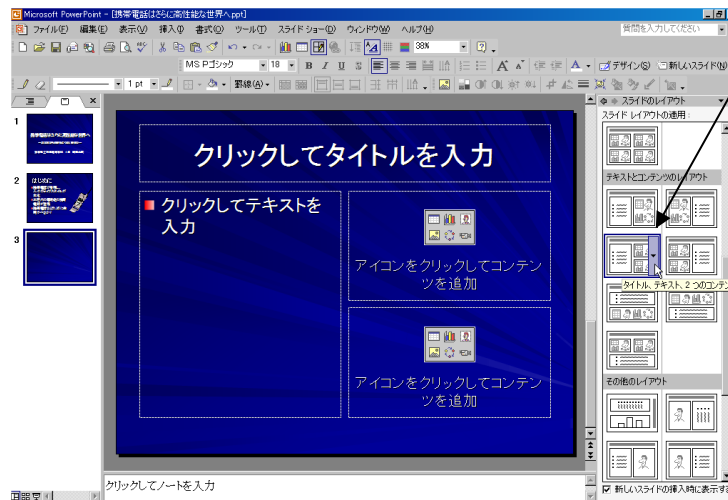 Microsoft PowerPoint - [携帯電話はさらに高性能な世界へ.ppt]
ファイル(F) 編集(E) 表示(V) 挿入(I) 書式(O) ツール(T) スライド ショー(D) ウィンドウ(W) ヘルプ(H) 質問を入力してください
38%
MS Pゴシック 18 B I U S デザイン(S) 新しいスライド(N)
1 pt 罫線(A)
スライドのレイアウト
スライド レイアウトの適用:
1
2
はじめに
3
クリックしてタイトルを入力
クリックしてテキストを
入力
アイコンをクリックしてコンテン
ツを追加
アイコンをクリックしてコンテン
ツを追加
テキストとコンテンツのレイアウト
タイトル、テキスト、2 つのコンテン
その他のレイアウト
新しいスライドの挿入時に表示す
クリックしてノートを入力